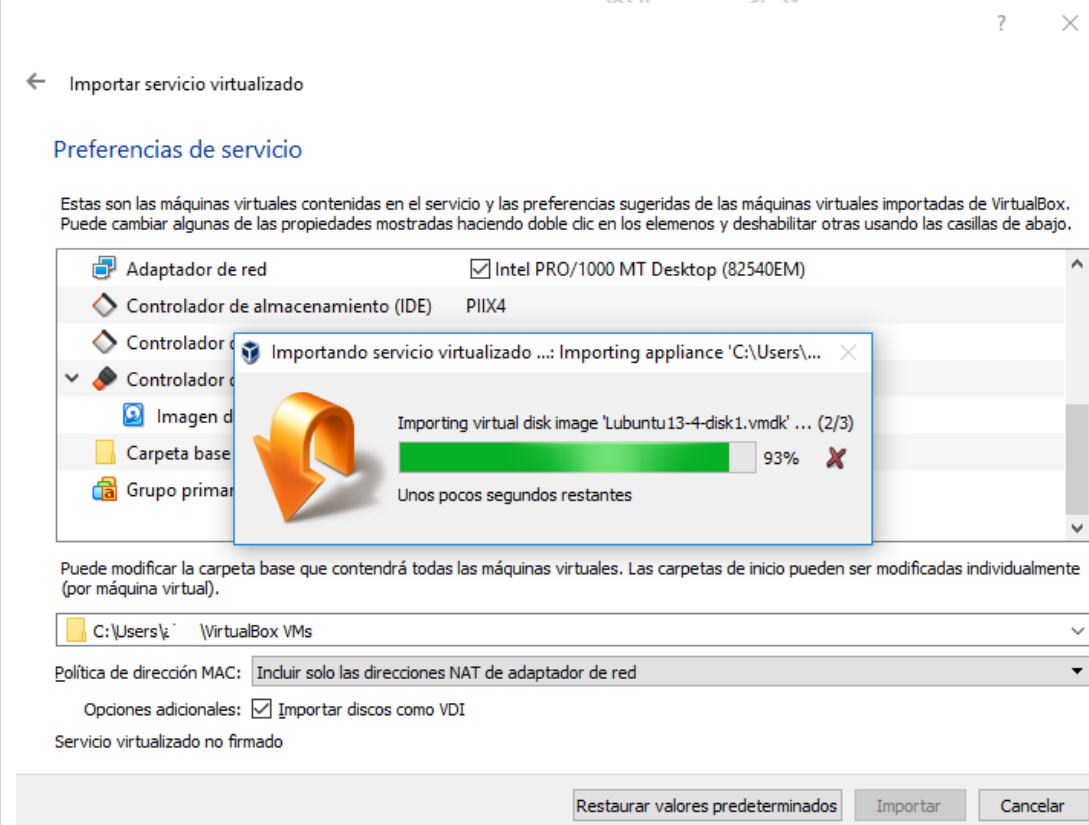 ?
Importar servicio virtualizado
Preferencias de servicio
Estas son las máquinas virtuales contenidas en el servicio y las preferencias sugeridas de las máquinas virtuales importadas de VirtualBox.
Puede cambiar algunas de las propiedades mostradas haciendo doble clic en los elemenos y deshabilitar otras usando las casillas de abajo.
Adaptador de red Intel PRO/1000 MT Desktop (82540EM)
Controlador de almacenamiento (IDE) PIIX4
Controlador
Controlador
Imagen
Carpeta base
Grupo
Importando servicio virtualizado ...: Importing appliance 'C:\Users\...
Importing virtual disk image 'Lubuntu13-4-disk1.vmdk' ... (2/3)
93%
Unos pocos segundos restantes
Puede modificar la carpeta base que contendrá todas las máquinas virtuales. Las carpetas de inicio pueden ser modificadas individualmente
(por máquina virtual).
C:\Users\ \VirtualBox VMs
Política de dirección MAC: Incluir solo las direcciones NAT de adaptador de red
Opciones adicionales: Importar discos como VDI
Servicio virtualizado no firmado
Restaurar valores predeterminados Importar Cancelar